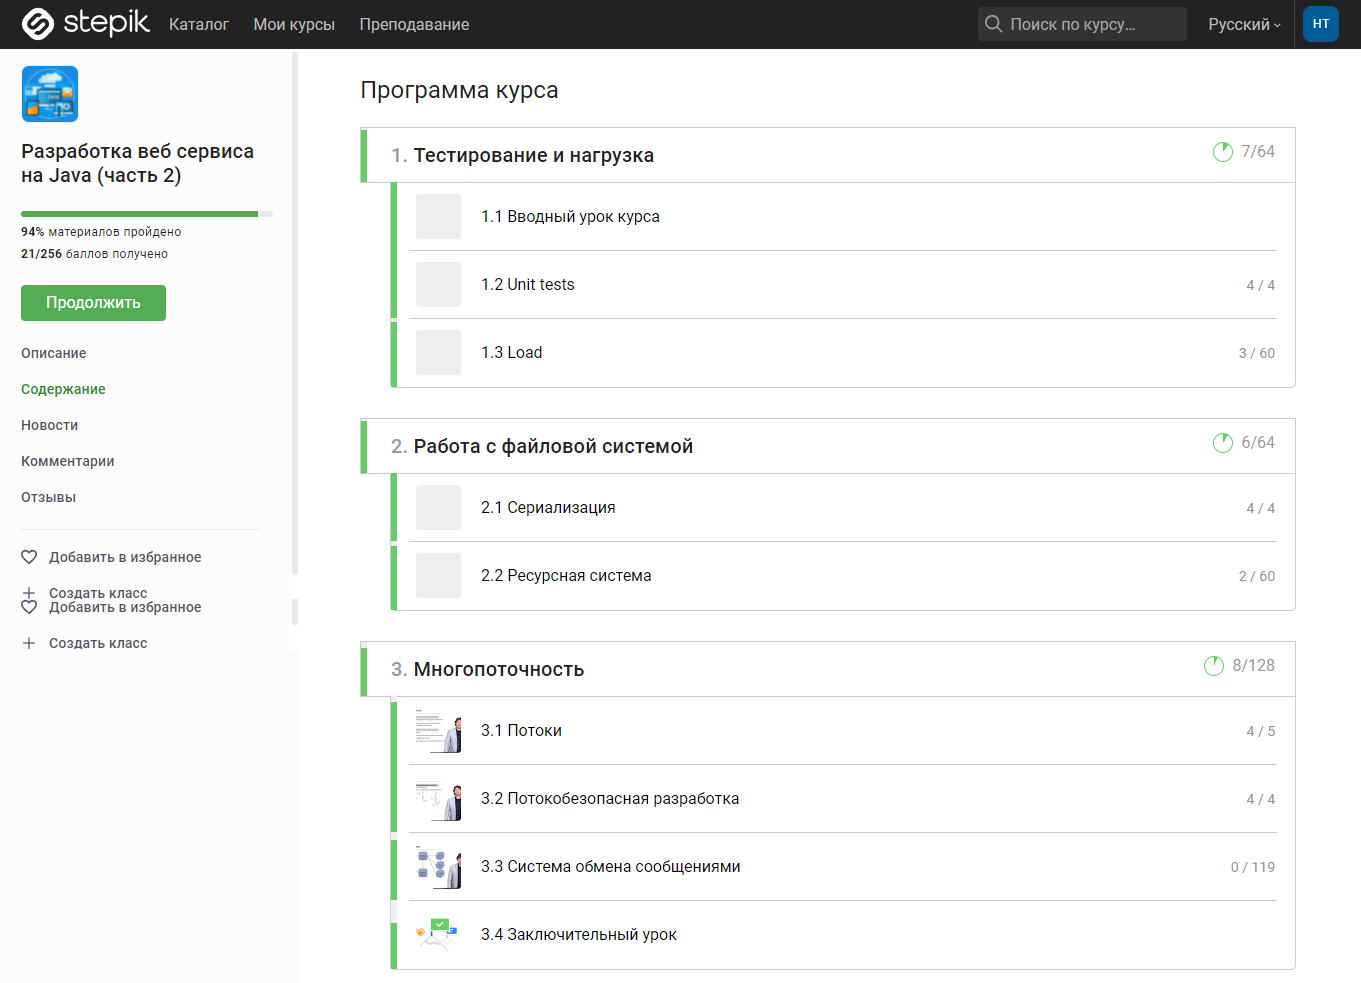 stepik
Каталог
Мои курсы
Преподавание
Поиск по курсу...
Русский
НТ
Разработка веб сервиса
на Java (часть 2)
94% материалов пройдено
21/256 баллов получено
Продолжить
Описание
Содержание
Новости
Комментарии
Отзывы
Добавить в избранное
Создать класс
Добавить в избранное
Создать класс
Программа курса
1. Тестирование и нагрузка 7/64
1.1 Вводный урок курса
1.2 Unit tests 4 / 4
1.3 Load 3 / 60
2. Работа с файловой системой 6/64
2.1 Сериализация 4 / 4
2.2 Ресурсная система 2 / 60
3. Многопоточность 8/128
3.1 Потоки 4 / 5
3.2 Потокобезопасная разработка 4 / 4
3.3 Система обмена сообщениями 0 / 119
3.4 Заключительный урок